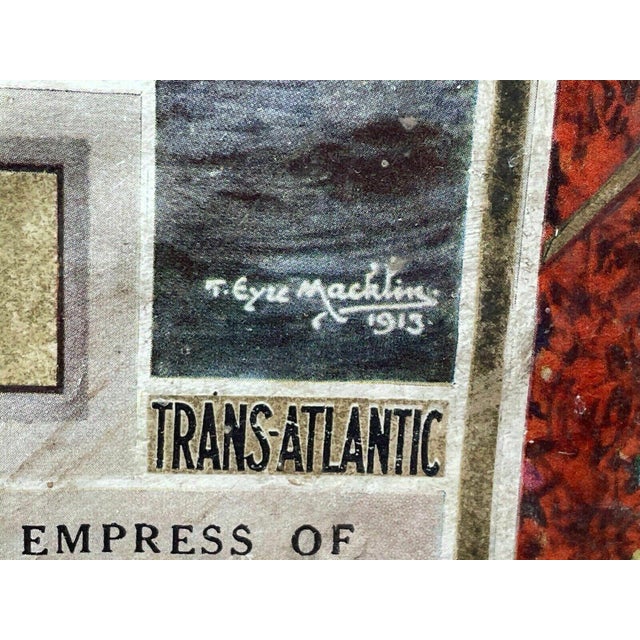 T. Eyre Macklin
1913.
TRANS-ATLANTIC
EMPRESS OF